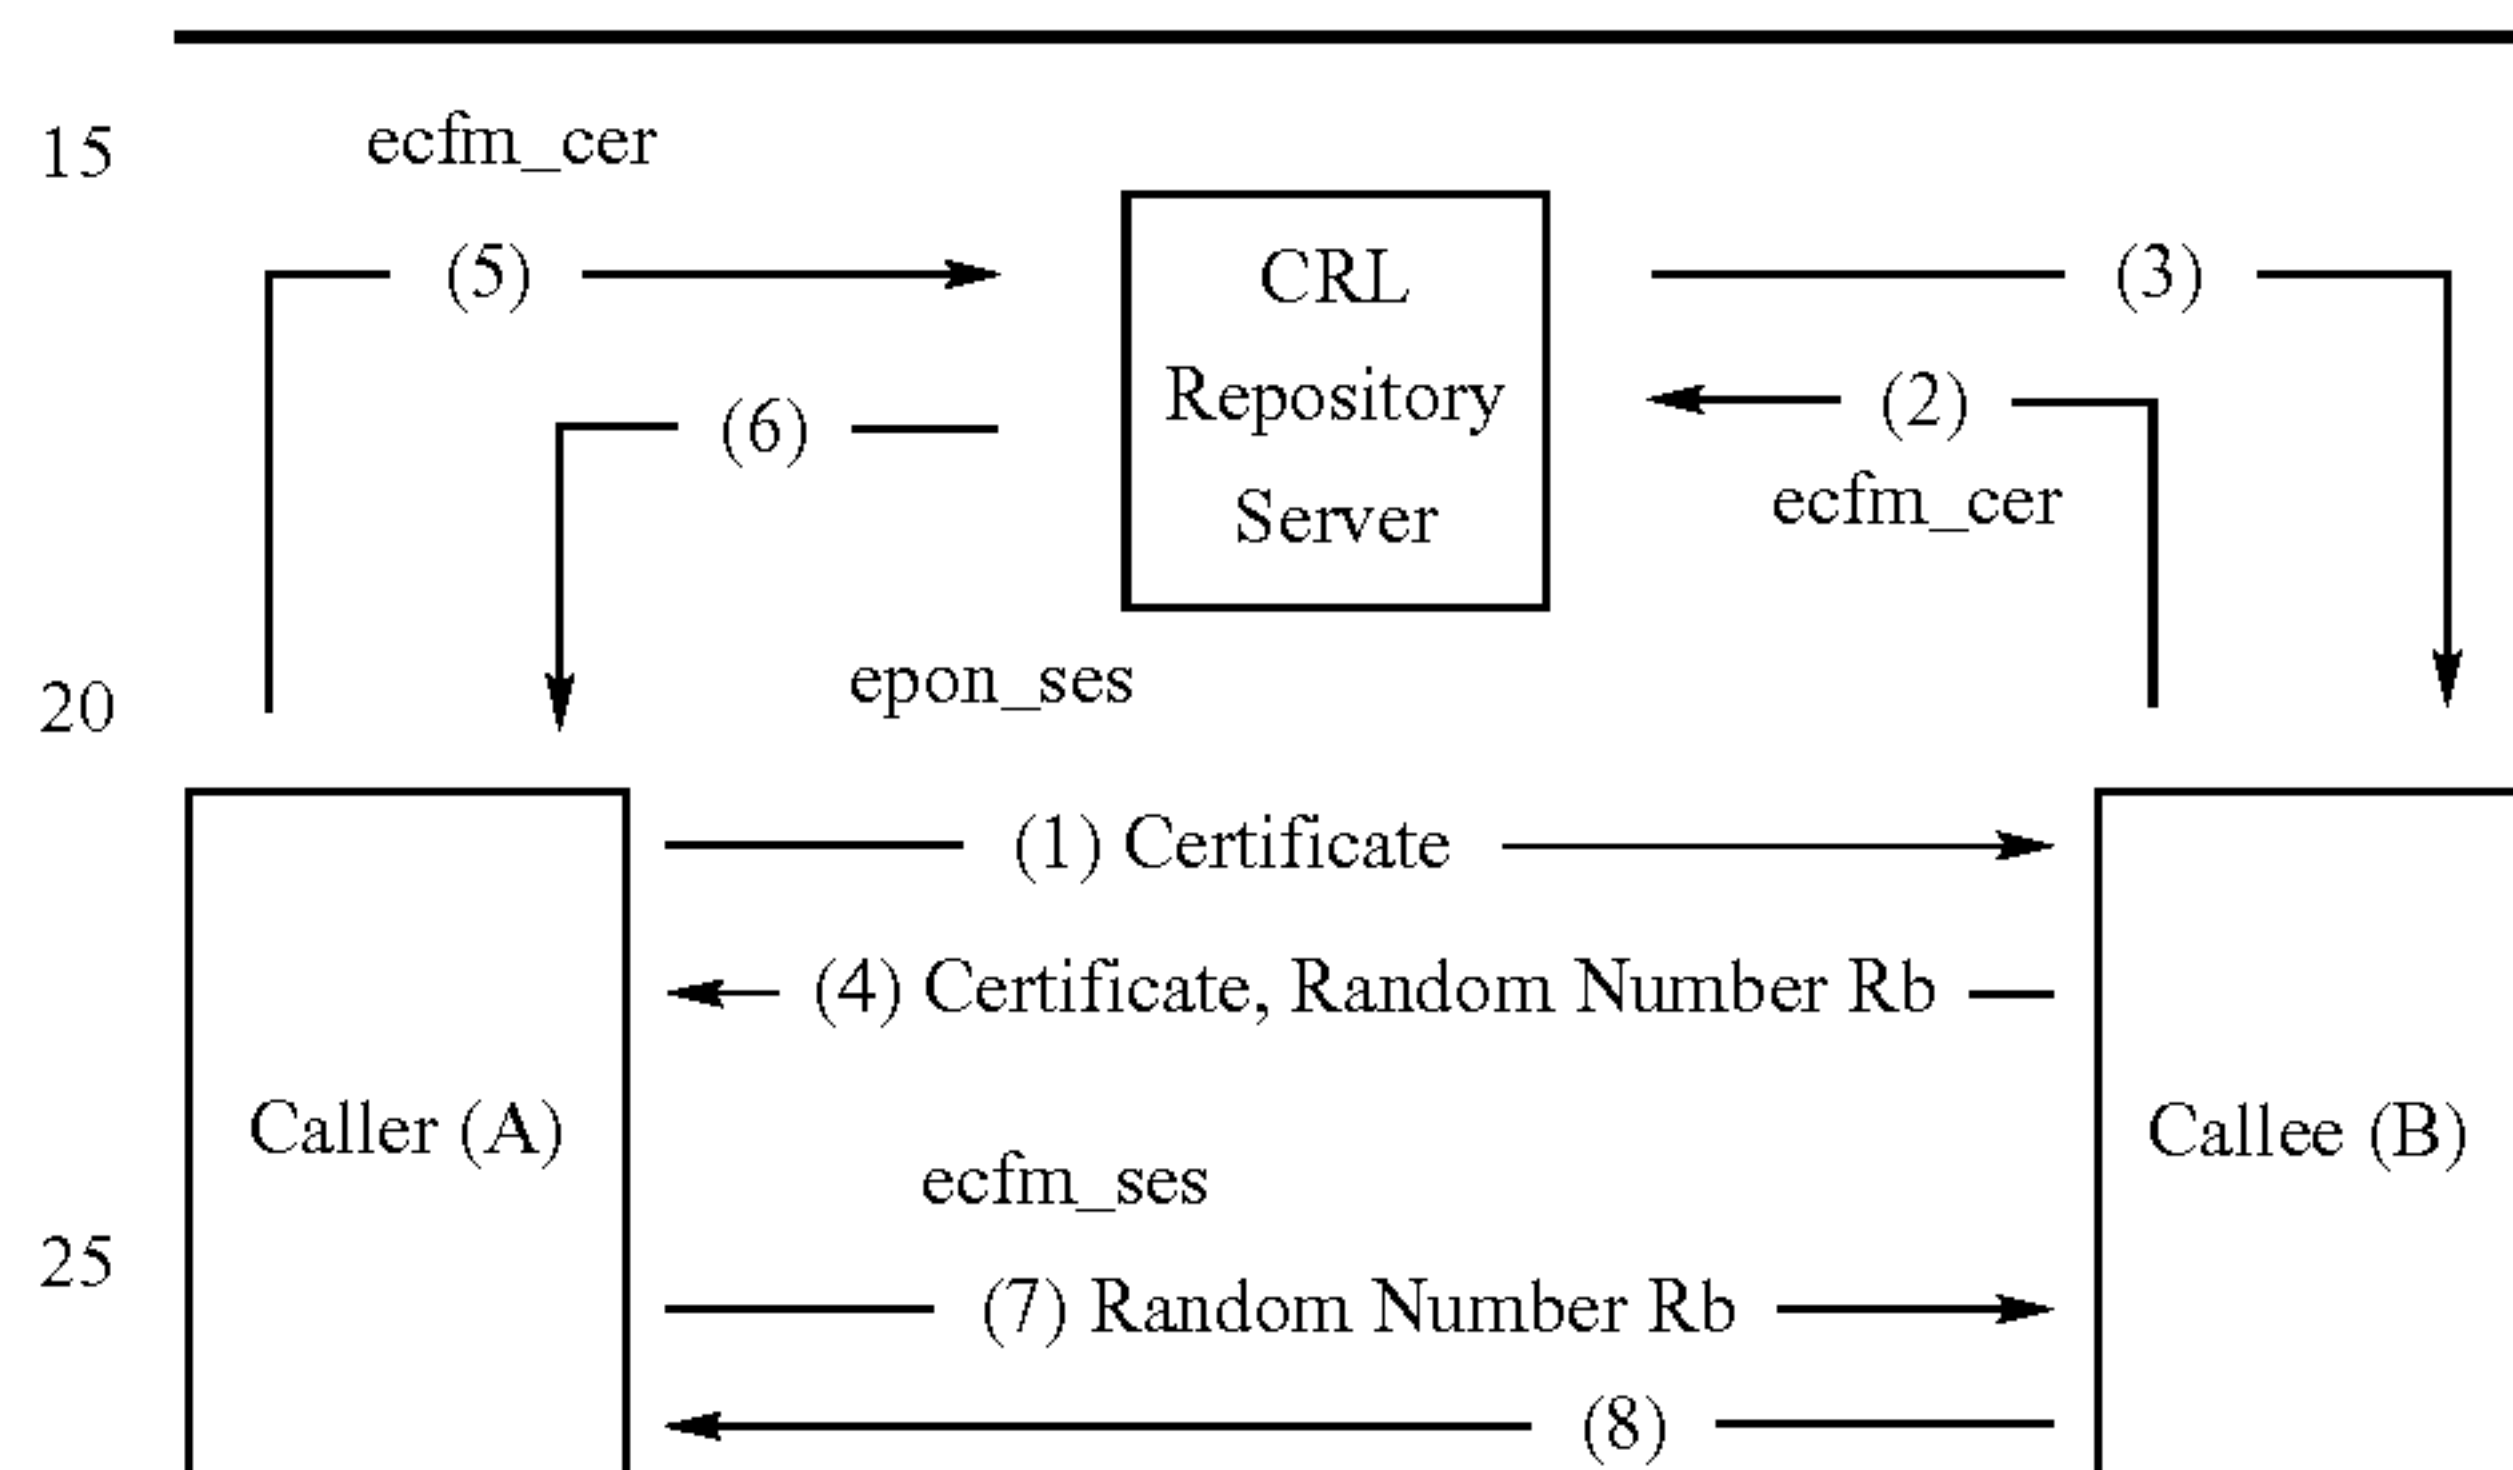 15
ecfm_cer
(5)
CRL
(3)
Repository
(2)
(6)
Server
ecfm_cer
20
epon_ses
(1) Certificate
(4) Certificate, Random Number Rb
Caller (A)
Callee (B)
ecfm_ses
25
(7) Random Number Rb
(8)